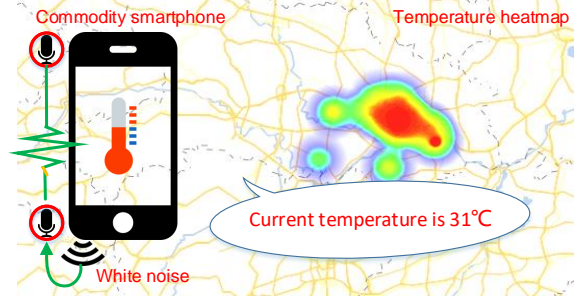 Commodity smartphone
Temperature heatmap
Current temperature is 31℃
White noise